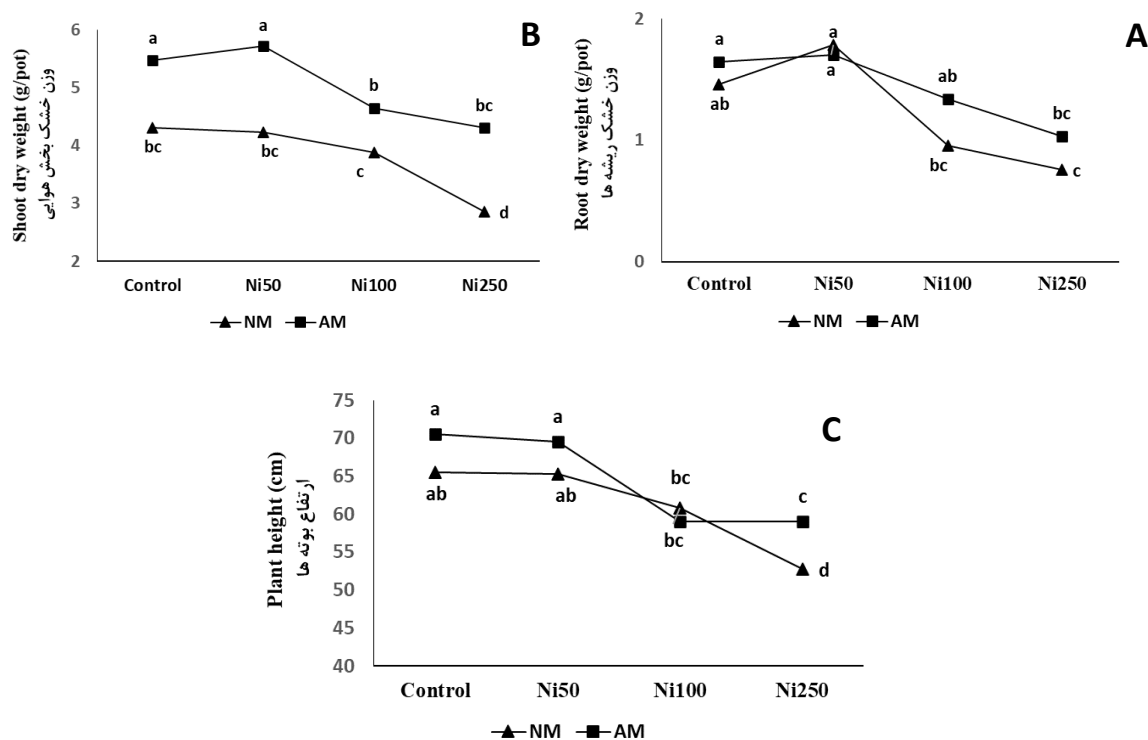 B
Shoot dry weight (g/pot)
وزن خشک بخش هوایی
6
5
4
3
2
a
a
b
bc
bc
bc
c
d
Control Ni50 Ni100 Ni250
NM AM
A
Root dry weight (g/pot)
وزن خشک ریشه ها
2
1
0
a
a
ab
bc
ab
a
bc
c
Control Ni50 Ni100 Ni250
NM AM
C
Plant height (cm)
ارتفاع بوته ها
75
70
65
60
55
50
45
40
a
a
bc
c
ab
ab
bc
d
Control Ni50 Ni100 Ni250
NM AM